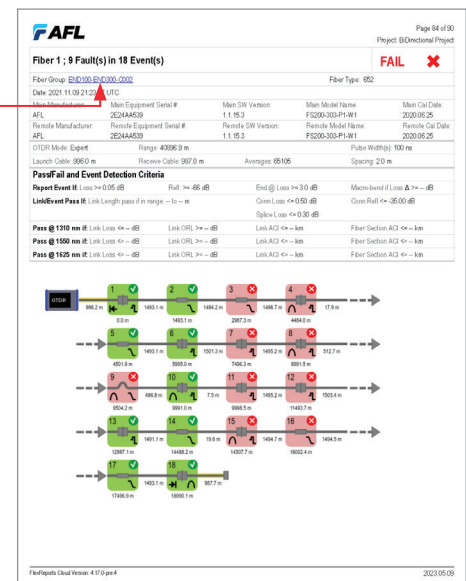 AFL
Page 84 of 90
Project: BiDirectional Project
Fiber 1 ; 9 Fault(s) in 18 Event(s)
FAIL
Fiber Group: END100-END300-C002
Fiber Type: 652
Date: 2021.11.09 21:23 UTC
Main Manufacturer: Main Equipment Serial #: Main SW Version: Main Model Name Main Cal Date:
AFL 2E24AA539 1.1.15.3 FS200-303-P1-W1 2020.06.25
Remote Manufacturer: Remote Equipment Serial #: Remote SW Version: Remote Model Name Remote Cal Date
AFL 2E24AA539 1.1.15.3 FS200-303-P1-W1 2020.06.25
OTDR Mode: Expert Range: 40896.9 m Pulse Width(s): 100 ns
Launch Cable: 996.0 m Receive Cable: 987.0 m Averages: 65105 Spacing: 2.0 m
Pass/Fail and Event Detection Criteria
Report Event If: Loss >= 0.05 dB Refl >= -66 dB End @ Loss >= 3.0 dB Macro-bend if Loss Δ >= -- dB
Link/Event Pass If: Link Length pass if in range: -- to -- m Conn Loss <= 0.50 dB Conn Refl <= -35.00 dB
Splice Loss <= 0.30 dB
Pass @ 1310 nm if: Link Loss <= -- dB Link ORL >= -- dB Link ACI <= -- km Fiber Section ACI <= -- km
Pass @ 1550 nm if: Link Loss <= -- dB Link ORL >= -- dB Link ACI <= -- km Fiber Section ACI <= -- km
Pass @ 1625 nm if: Link Loss <= -- dB Link ORL >= -- dB Link ACI <= -- km Fiber Section ACI <= -- km
1 2 3 4
OTDR 996.2 m 1493.1 m 1494.2 m 1496.7 m 17.9 m
0.0 m 1493.1 m 2987.3 m 4484.0 m
5 6 7 8
1493.1 m 1501.3 m 1495.2 m 512.7 m
4501.9 m 5995.0 m 7496.3 m 8991.5 m
9 10 11 12
486.8 m 7.5 m 1495.2 m 1503.4 m
9504.2 m 9991.0 m 9998.5 m 11493.7 m
13 14 15 16
1491.1 m 19.6 m 1494.7 m 1494.5 m
12997.1 m 14488.2 m 14507.7 m 16002.4 m
17 18
1493.1 m 987.7 m
17496.9 m 18990.1 m
FlexReports Cloud Version: 4.17.0-pre.4
2023.05.09